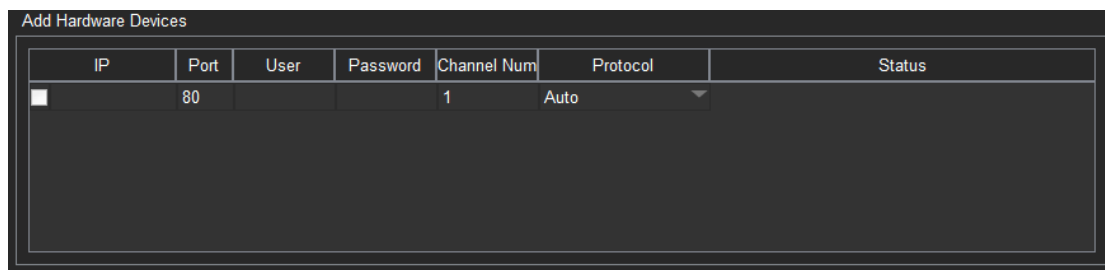 Add Hardware Devices
IP Port User Password Channel Num Protocol Status
80 1 Auto